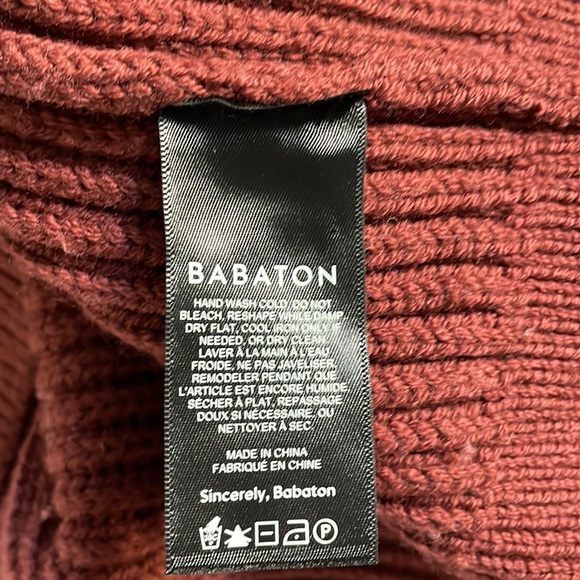 BABATON
HAND WASH COLD, DO NOT
BLEACH, RESHAPE WHILE DAMP
DRY FLAT, COOL IRON ONLY IF
NEEDED, OR DRY CLEAN.
LAVER À LA MAIN À L'EAU
FROIDE, NE PAS JAVELISER,
REMODELER PENDANT QUE
L'ARTICLE EST ENCORE HUMIDE,
SÉCHER À PLAT, REPASSAGE
DOUX SI NÉCESSAIRE, OU
NETTOYER À SEC.
MADE IN CHINA
FABRIQUÉ EN CHINE
Sincerely, Babaton